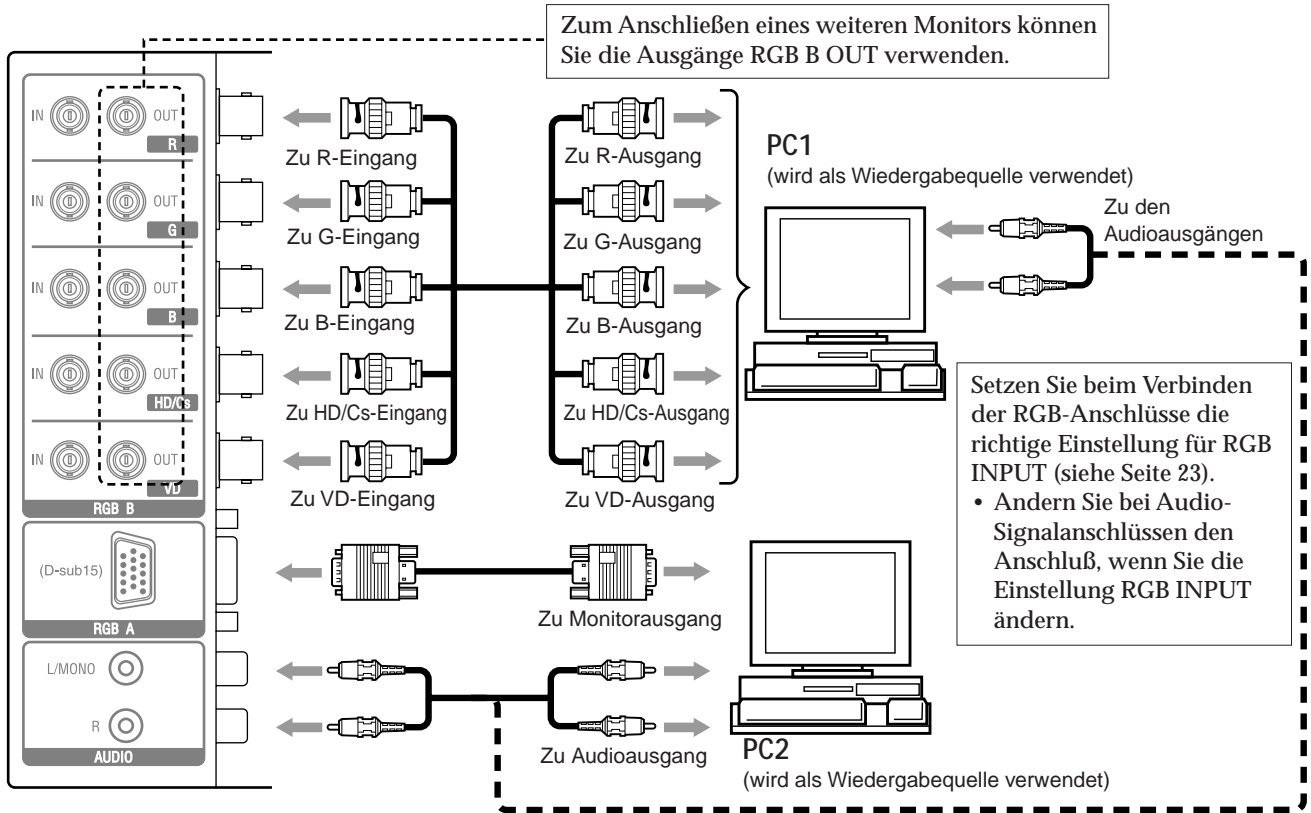 Zum Anschließen eines weiteren Monitors können
Sie die Ausgänge RGB B OUT verwenden.
IN
OUT
R
IN
OUT
G
IN
OUT
B
IN
OUT
HD/Cs
IN
OUT
VD
RGB B
(D-sub15)
RGB A
L/MONO
R
AUDIO
Zu R-Eingang
Zu G-Eingang
Zu B-Eingang
Zu HD/Cs-Eingang
Zu VD-Eingang
Zu R-Ausgang
Zu G-Ausgang
Zu B-Ausgang
Zu HD/Cs-Ausgang
Zu VD-Ausgang
PC1
(wird als Wiedergabequelle verwendet)
Zu den
Audioausgängen
Setzen Sie beim Verbinden
der RGB-Anschlüsse die
richtige Einstellung für RGB
INPUT (siehe Seite 23).
• Andern Sie bei Audio-
Signalanschlüssen den
Anschluß, wenn Sie die
Einstellung RGB INPUT
ändern.
Zu Monitorausgang
Zu Audioausgang
PC2
(wird als Wiedergabequelle verwendet)